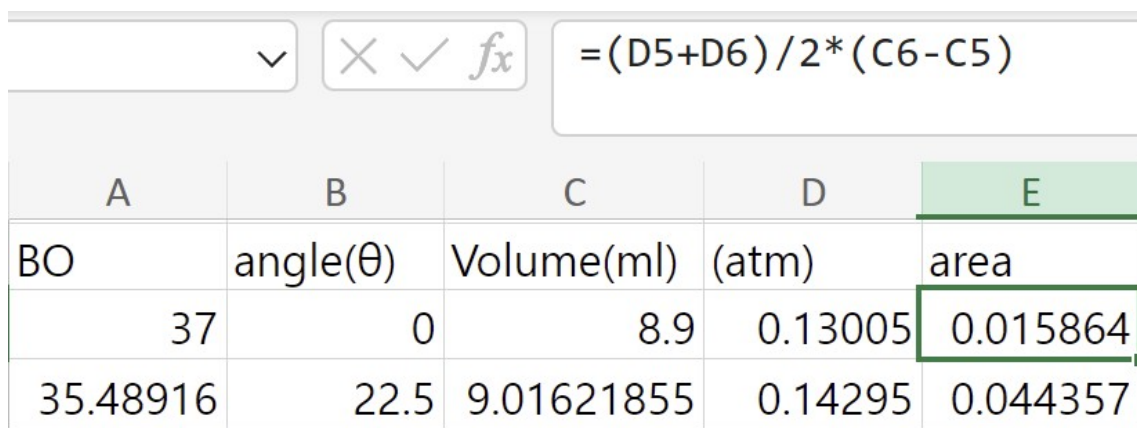 fx =(D5+D6)/2*(C6-C5)
A B C D E
BO angle(θ) Volume(ml) (atm) area
37 0 8.9 0.13005 0.015864
35.48916 22.5 9.01621855 0.14295 0.044357